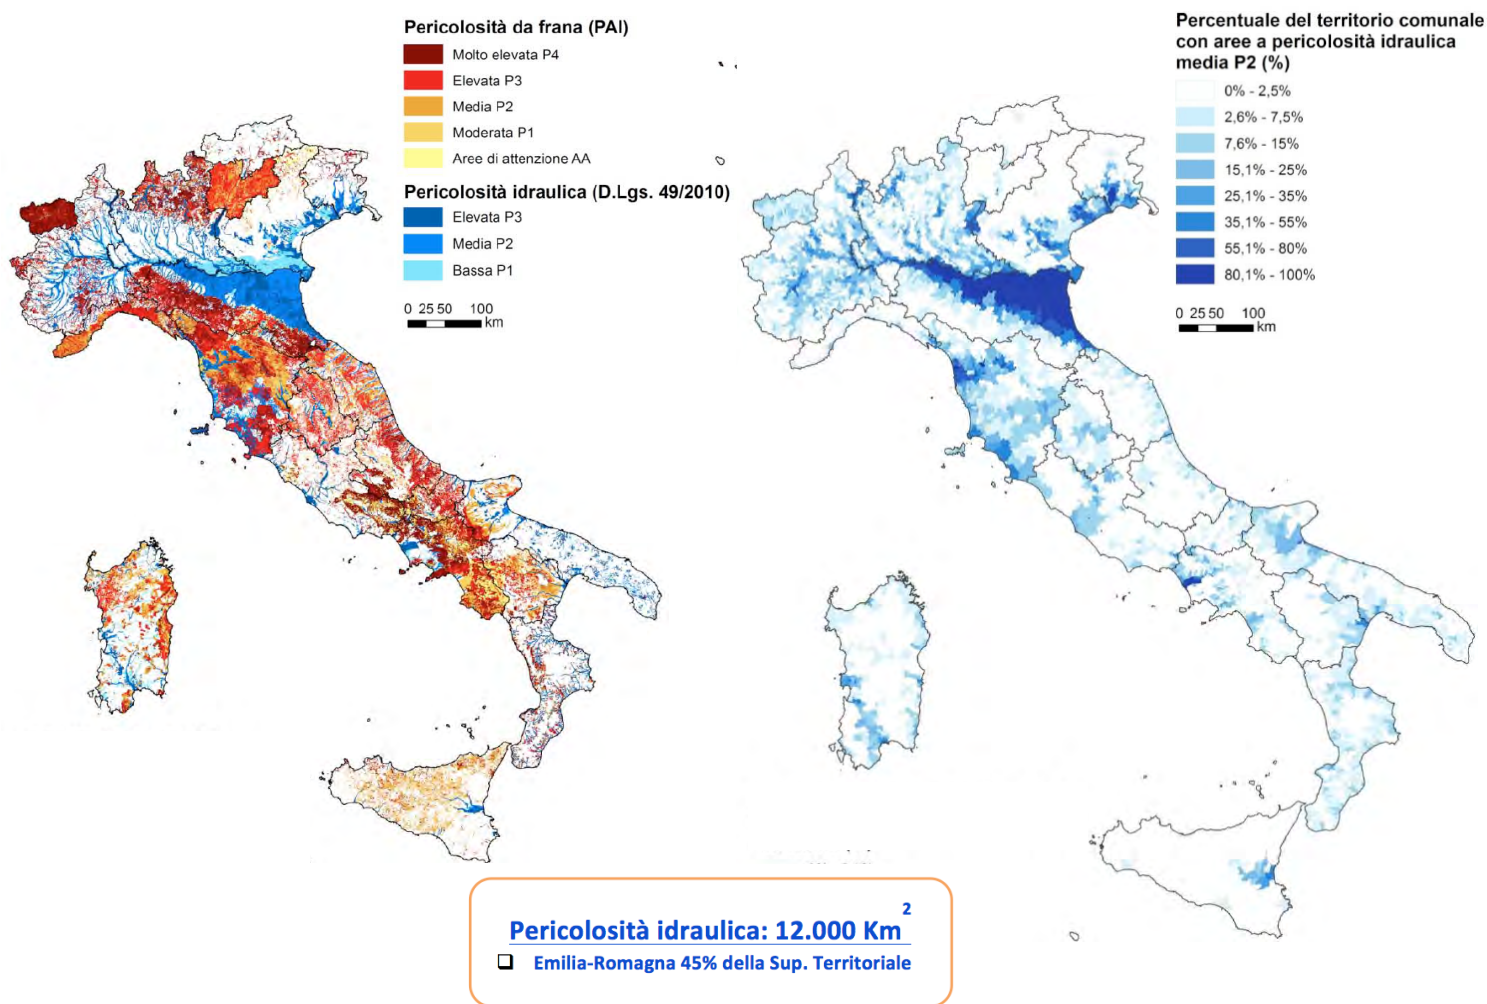 Pericolosità da frana (PAI)
Molto elevata P4
Elevata P3
Media P2
Moderata P1
Aree di attenzione AA
Pericolosità idraulica (D.Lgs. 49/2010)
Elevata P3
Media P2
Bassa P1
0 25 50 100
km
Percentuale del territorio comunale
con aree a pericolosità idraulica
media P2 (%)
0% - 2,5%
2,6% - 7,5%
7,6% - 15%
15,1% - 25%
25,1% - 35%
35,1% - 55%
55,1% - 80%
80,1% - 100%
0 25 50 100
km
Pericolosità idraulica: 12.000 Km²
Emilia-Romagna 45% della Sup. Territoriale